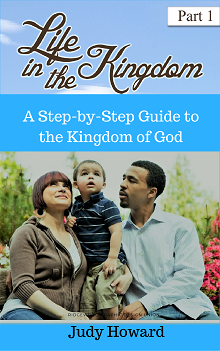 Part 1
Life
in the Kingdom
A Step-by-Step Guide to
the Kingdom of God
Judy Howard